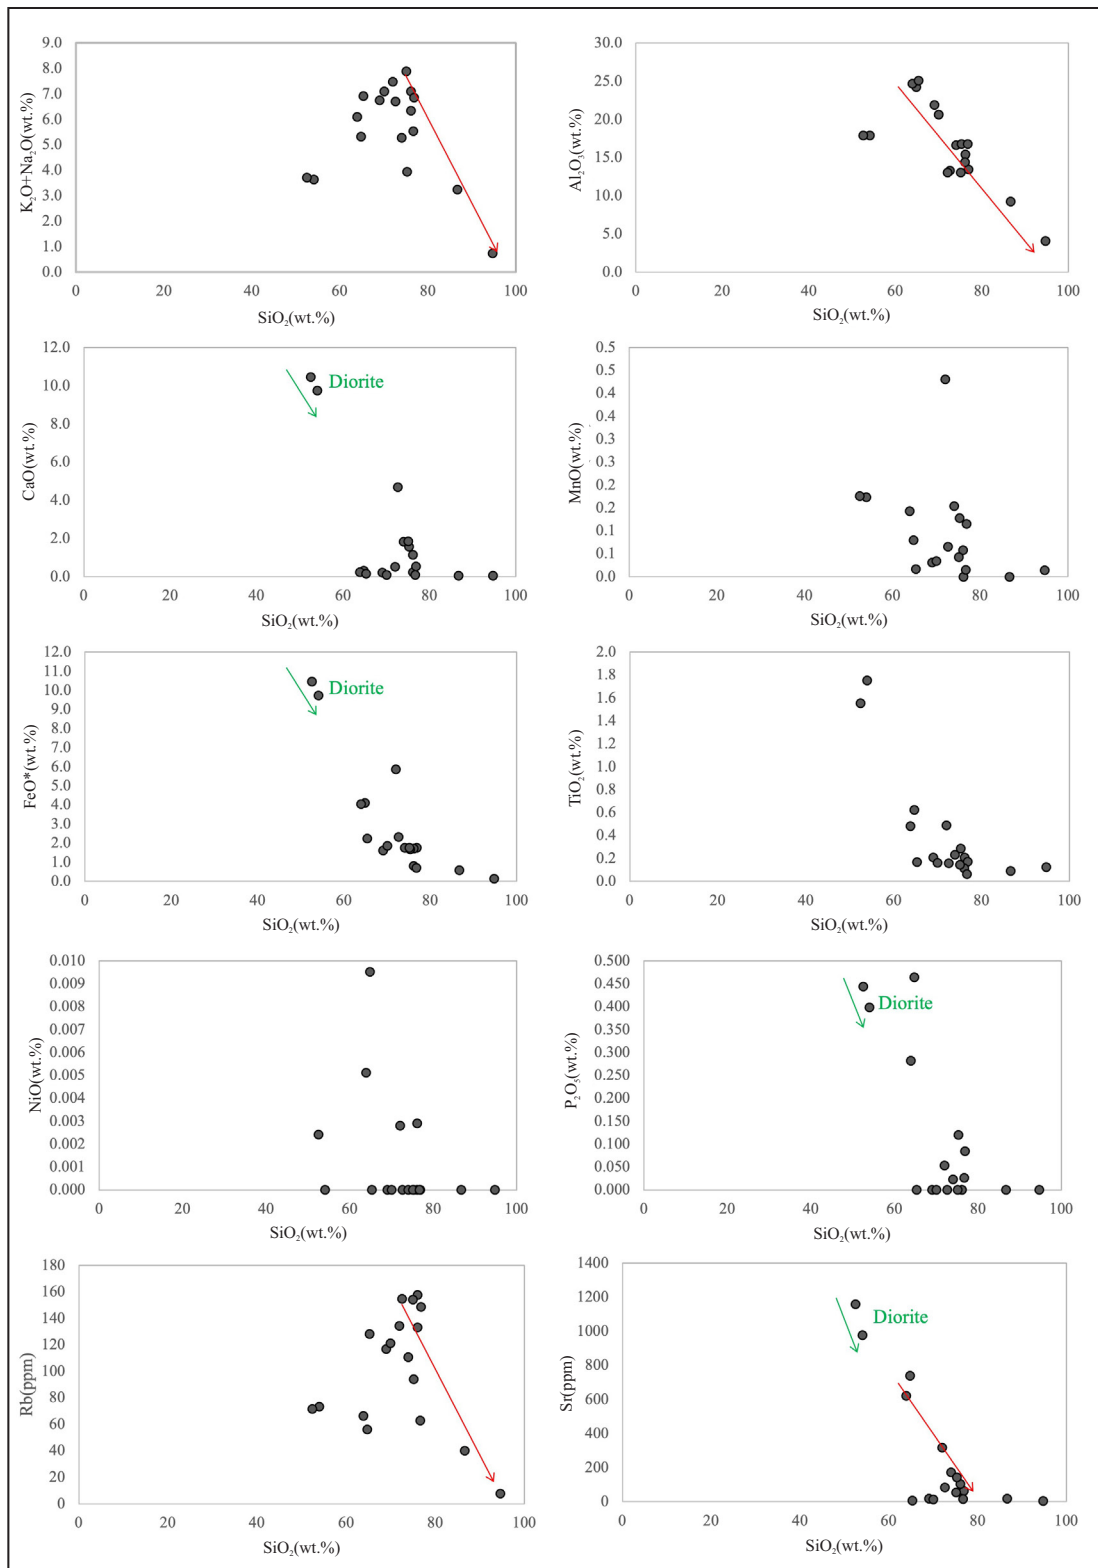 9.0
8.0
7.0
6.0
5.0
4.0
3.0
2.0
1.0
0.0
K₂O+Na₂O(wt.%)
0 20 40 60 80 100
SiO₂(wt.%)
30.0
25.0
20.0
15.0
10.0
5.0
0.0
Al₂O₃(wt.%)
0 20 40 60 80 100
SiO₂(wt.%)
12.0
10.0
8.0
6.0
4.0
2.0
0.0
CaO(wt.%)
Diorite
0 20 40 60 80 100
SiO₂(wt.%)
0.5
0.5
0.4
0.4
0.3
0.3
0.2
0.2
0.1
0.1
0.0
MnO(wt.%)
0 20 40 60 80 100
SiO₂(wt.%)
12.0
11.0
10.0
9.0
8.0
7.0
6.0
5.0
4.0
3.0
2.0
1.0
0.0
FeO*(wt.%)
Diorite
0 20 40 60 80 100
SiO₂(wt.%)
2.0
1.8
1.6
1.4
1.2
1.0
0.8
0.6
0.4
0.2
0.0
TiO₂(wt.%)
0 20 40 60 80 100
SiO₂(wt.%)
0.010
0.009
0.008
0.007
0.006
0.005
0.004
0.003
0.002
0.001
0.000
NiO(wt.%)
0 20 40 60 80 100
SiO₂(wt.%)
0.500
0.450
0.400
0.350
0.300
0.250
0.200
0.150
0.100
0.050
0.000
P₂O₅(wt.%)
Diorite
0 20 40 60 80 100
SiO₂(wt.%)
180
160
140
120
100
80
60
40
20
0
Rb(ppm)
0 20 40 60 80 100
SiO₂(wt.%)
1400
1200
1000
800
600
400
200
0
Sr(ppm)
Diorite
0 20 40 60 80 100
SiO₂(wt.%)